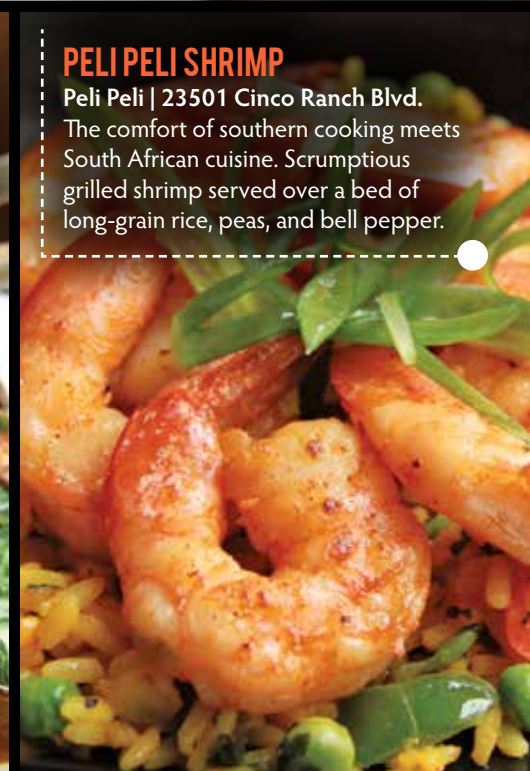 PELI PELI SHRIMP
Peli Peli | 23501 Cinco Ranch Blvd.
The comfort of southern cooking meets
South African cuisine. Scrumptious
grilled shrimp served over a bed of
long-grain rice, peas, and bell pepper.